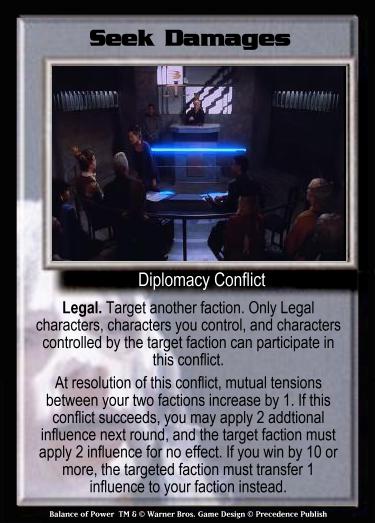 Seek Damages
Diplomacy Conflict
Legal. Target another faction. Only Legal
characters, characters you control, and characters
controlled by the target faction can participate in
this conflict.
At resolution of this conflict, mutual tensions
between your two factions increase by 1. If this
conflict succeeds, you may apply 2 addtional
influence next round, and the target faction must
apply 2 influence for no effect. If you win by 10 or
more, the targeted faction must transfer 1
influence to your faction instead.
Balance of Power TM & © Warner Bros. Game Design © Precedence Publish